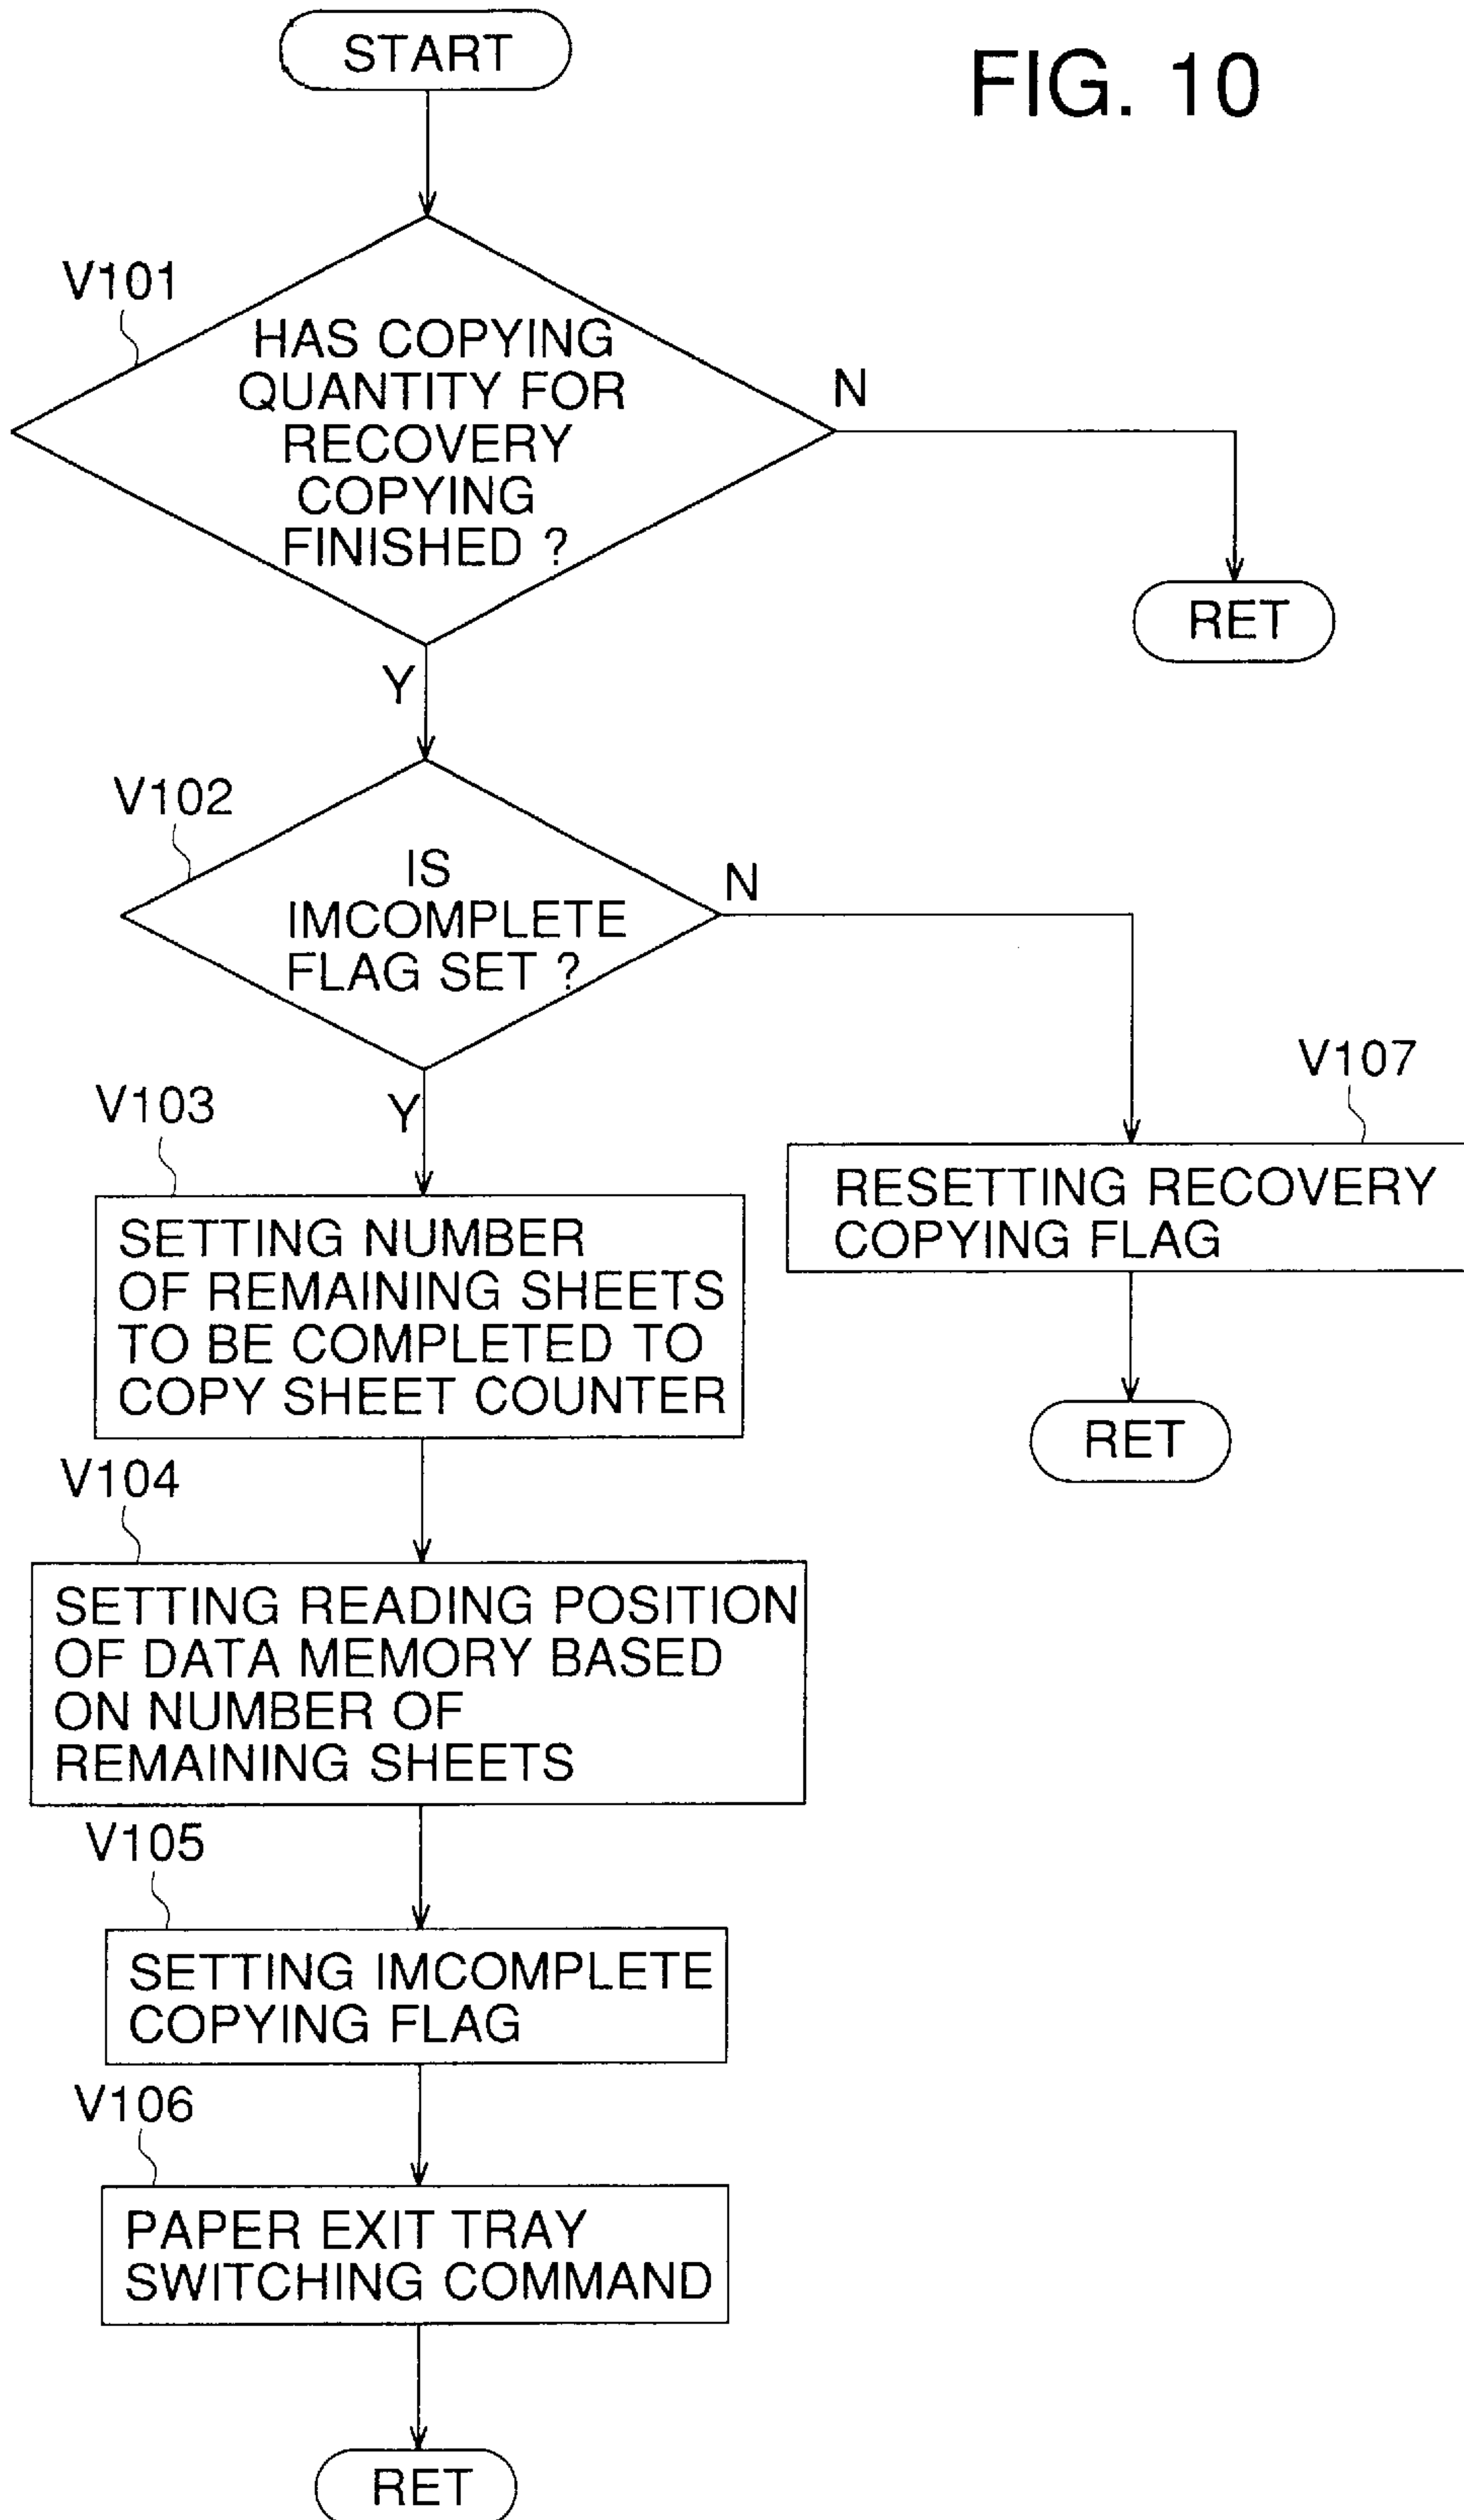 START
FIG. 10
V101
HAS COPYING
QUANTITY FOR
RECOVERY
COPYING
FINISHED ?
N
RET
Y
V102
IS
IMCOMPLETE
FLAG SET ?
N
V107
RESETTING RECOVERY
COPYING FLAG
RET
Y
V103
SETTING NUMBER
OF REMAINING SHEETS
TO BE COMPLETED TO
COPY SHEET COUNTER
V104
SETTING READING POSITION
OF DATA MEMORY BASED
ON NUMBER OF
REMAINING SHEETS
V105
SETTING IMCOMPLETE
COPYING FLAG
V106
PAPER EXIT TRAY
SWITCHING COMMAND
RET